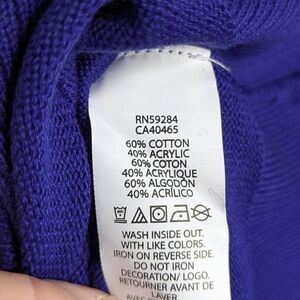 RN59284
CA40465
60% COTTON
40% ACRYLIC
60% COTON
40% ACRYLIQUE
60% ALGODÓN
40% ACRÍLICO
WASH INSIDE OUT.
WITH LIKE COLORS.
IRON ON REVERSE SIDE.
DO NOT IRON
DECORATION/ LOGO.
RETOURNER AVANT DE
LAVER